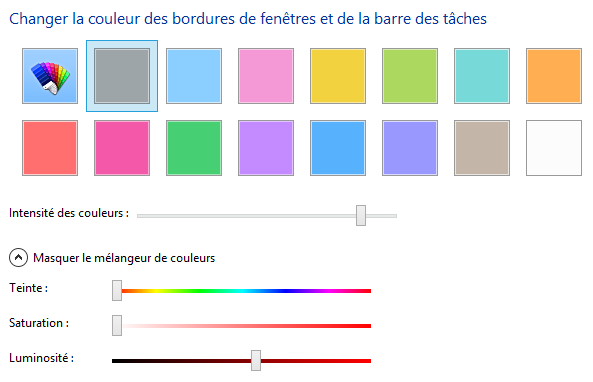 Changer la couleur des bordures de fenêtres et de la barre des tâches
Intensité des couleurs :
Masquer le mélangeur de couleurs
Teinte :
Saturation :
Luminosité :